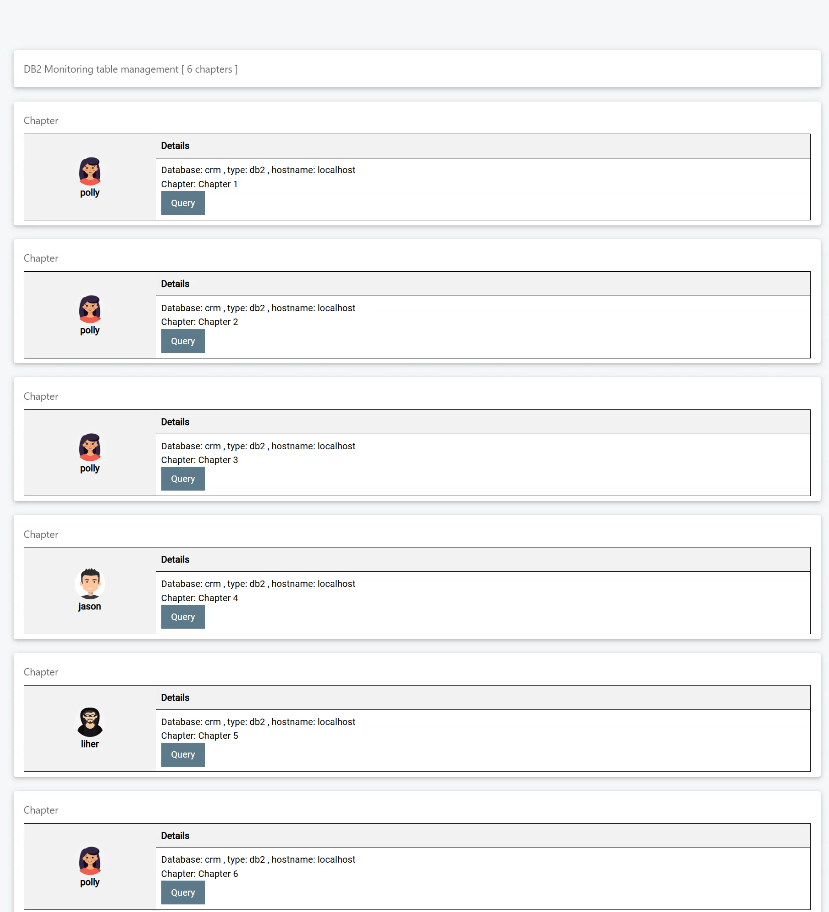 DB2 Monitoring table management [ 6 chapters ]
Chapter
Details
polly
Database: crm , type: db2 , hostname: localhost
Chapter: Chapter 1
Query
Chapter
Details
polly
Database: crm , type: db2 , hostname: localhost
Chapter: Chapter 2
Query
Chapter
Details
polly
Database: crm , type: db2 , hostname: localhost
Chapter: Chapter 3
Query
Chapter
Details
jason
Database: crm , type: db2 , hostname: localhost
Chapter: Chapter 4
Query
Chapter
Details
liher
Database: crm , type: db2 , hostname: localhost
Chapter: Chapter 5
Query
Chapter
Details
polly
Database: crm , type: db2 , hostname: localhost
Chapter: Chapter 6
Query